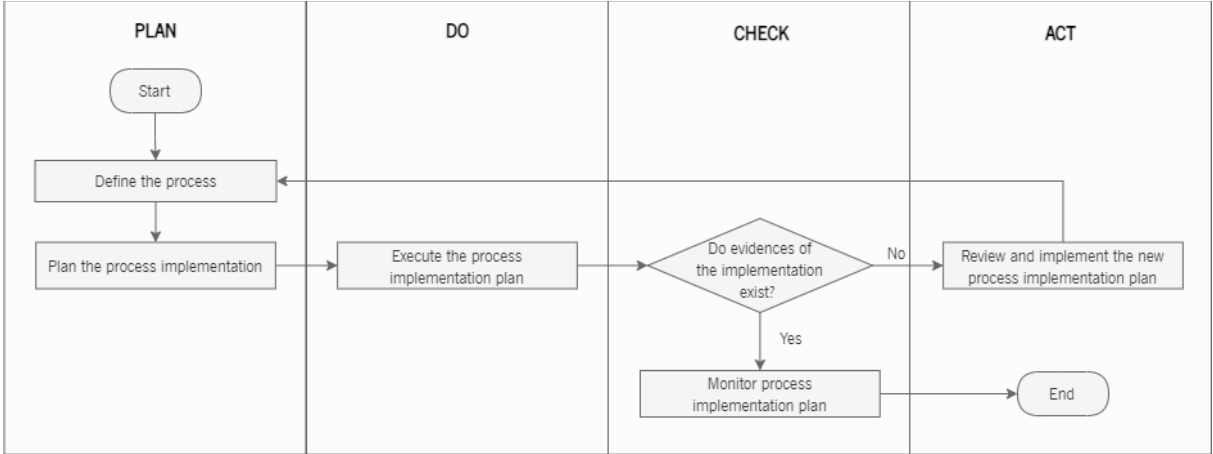 PLAN
DO
CHECK
ACT
Start
Define the process
Plan the process implementation
Execute the process
implementation plan
Do evidences of
the implementation
exist?
No
Review and implement the new
process implementation plan
Yes
Monitor process
implementation plan
End